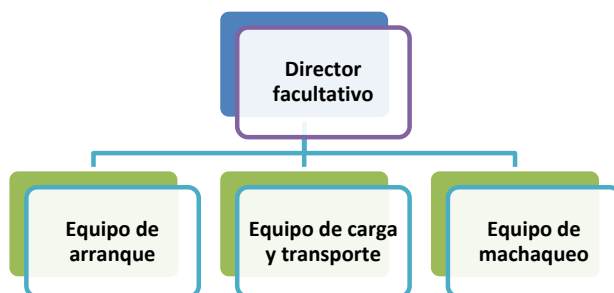 Director
facultativo
Equipo de
arranque
Equipo de carga
y transporte
Equipo de
machaqueo